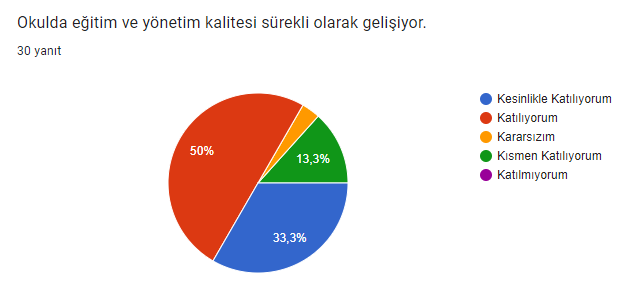 Okulda eğitim ve yönetim kalitesi sürekli olarak gelişiyor.
30 yanıt
Kesinlikle Katılıyorum
Katılıyorum
Kararsızım
Kısmen Katılıyorum
Katılmıyorum
50%
13,3%
33,3%